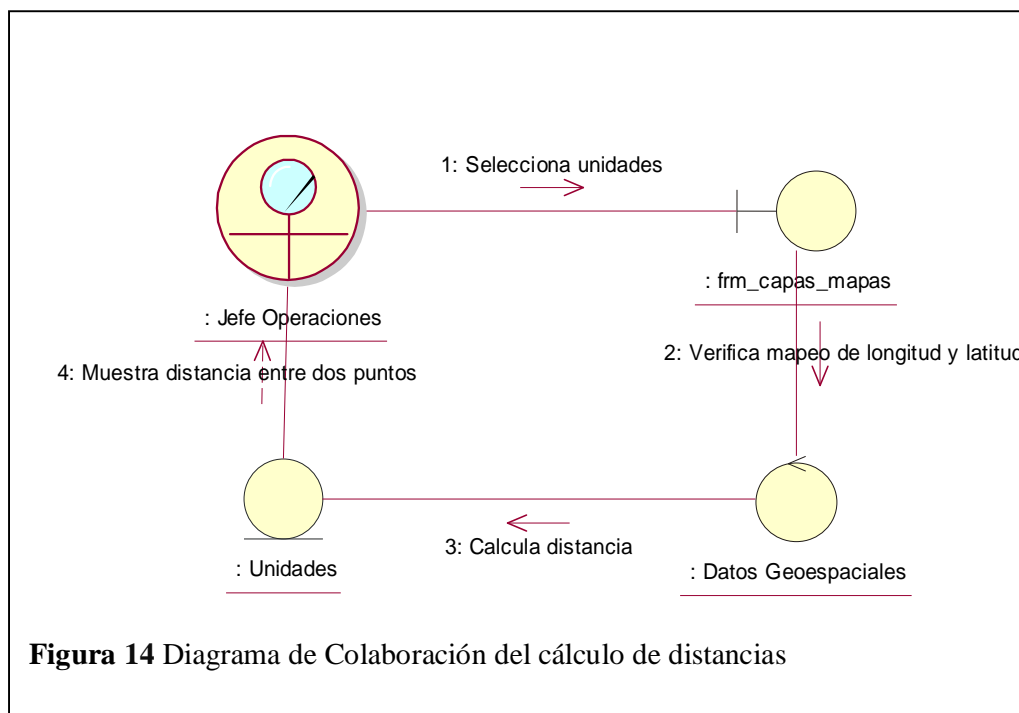 1: Selecciona unidades
: Jefe Operaciones
: frm_capas_mapas
2: Verifica mapeo de longitud y latitud
4: Muestra distancia entre dos puntos
3: Calcula distancia
: Unidades
: Datos Geoespaciales
Figura 14 Diagrama de Colaboración del cálculo de distancias